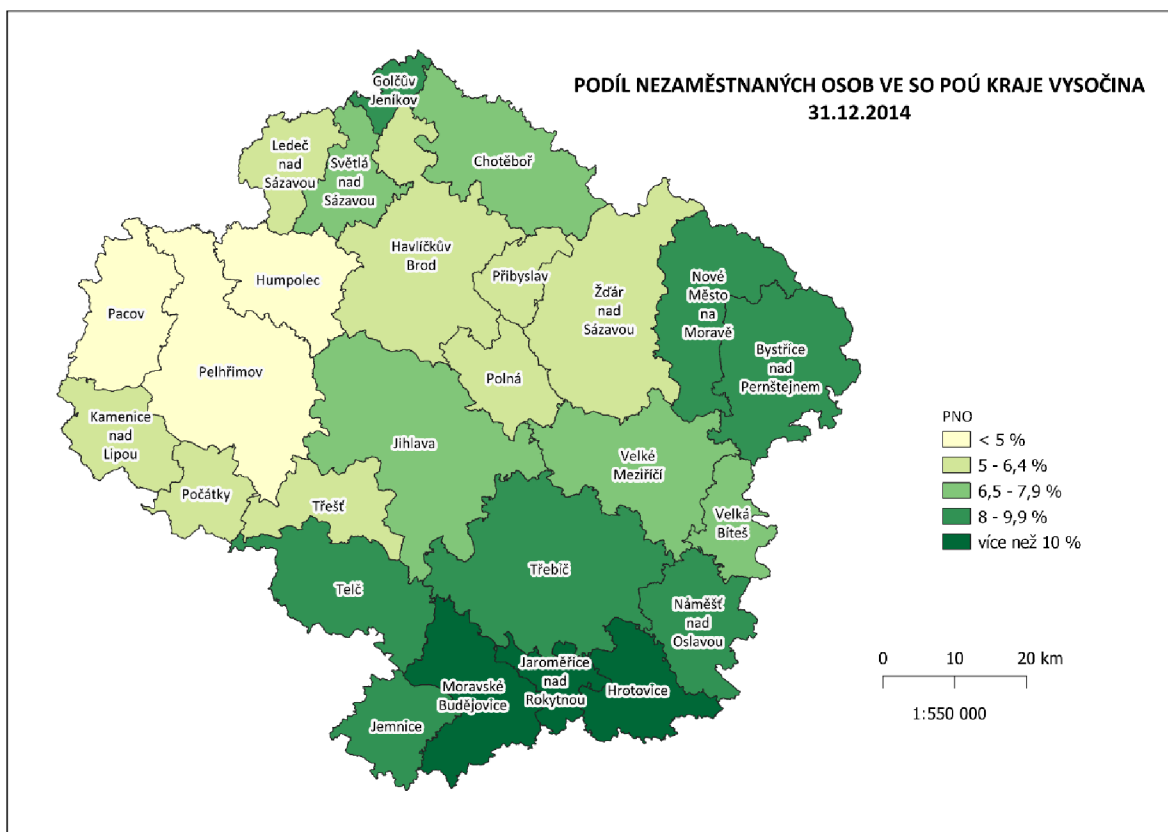 PODÍL NEZAMĚSTNANÝCH OSOB VE SO POÚ KRAJE VYSOČINA
31.12.2014
Golčův
Jeníkov
Ledeč
nad
Sázavou
Světlá
nad
Sázavou
Chotěboř
Havlíčkův
Brod
Přibyslav
Humpolec
Pacov
Žďár
nad
Sázavou
Nové
Město
na
Moravě
Bystřice
nad
Pernštejnem
Pelhřimov
Polná
Kamenice
nad
Lipou
Jihlava
Velké
Meziříčí
Počátky
Třešť
Velká
Bíteš
Telč
Třebíč
Náměšť
nad
Oslavou
Moravské
Budějovice
Jaroměřice
nad
Rokytnou
Hrotovice
Jemnice
PNO
< 5 %
5 - 6,4 %
6,5 - 7,9 %
8 - 9,9 %
více než 10 %
0 10 20 km
1:550 000